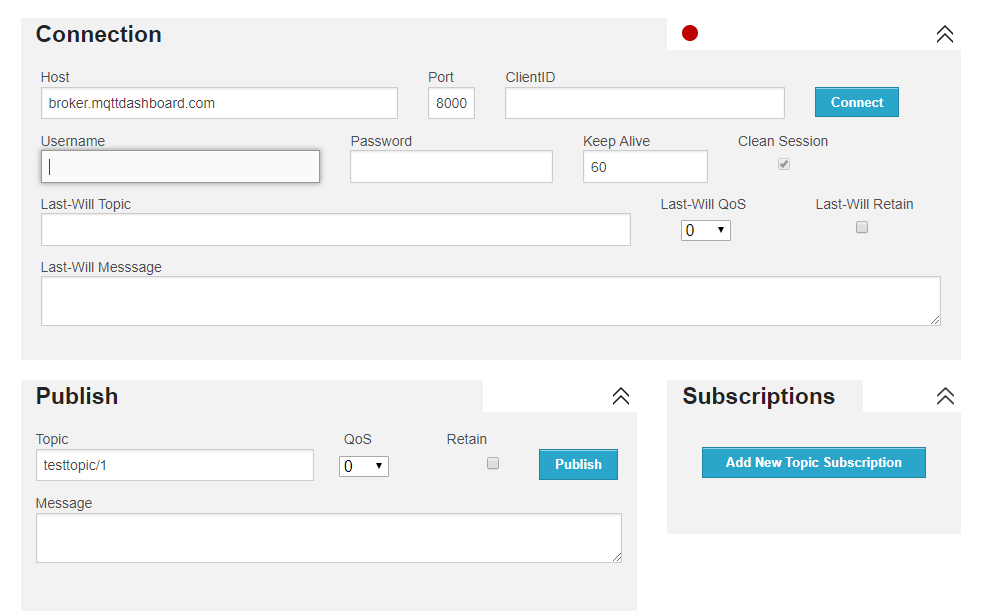 Connection
Host Port ClientID
broker.mqttdashboard.com 8000 Connect
Username Password Keep Alive Clean Session
60
Last-Will Topic Last-Will QoS Last-Will Retain
0
Last-Will Messsage
Publish
Topic QoS Retain
testtopic/1 0 Publish
Message
Subscriptions
Add New Topic Subscription